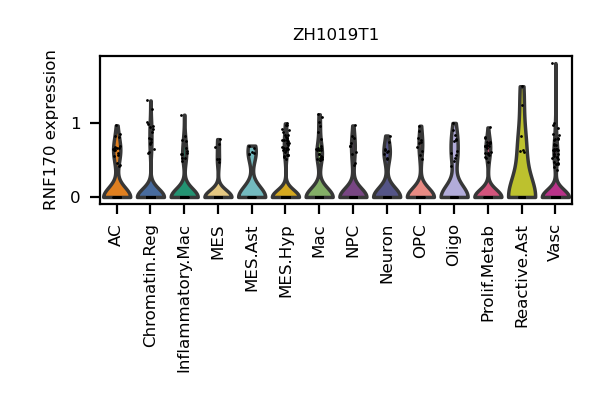 ZH1019T1
RNF170 expression
1
0
AC
Chromatin.Reg
Inflammatory.Mac
MES
MES.Ast
MES.Hyp
Mac
NPC
Neuron
OPC
Oligo
Prolif.Metab
Reactive.Ast
Vasc